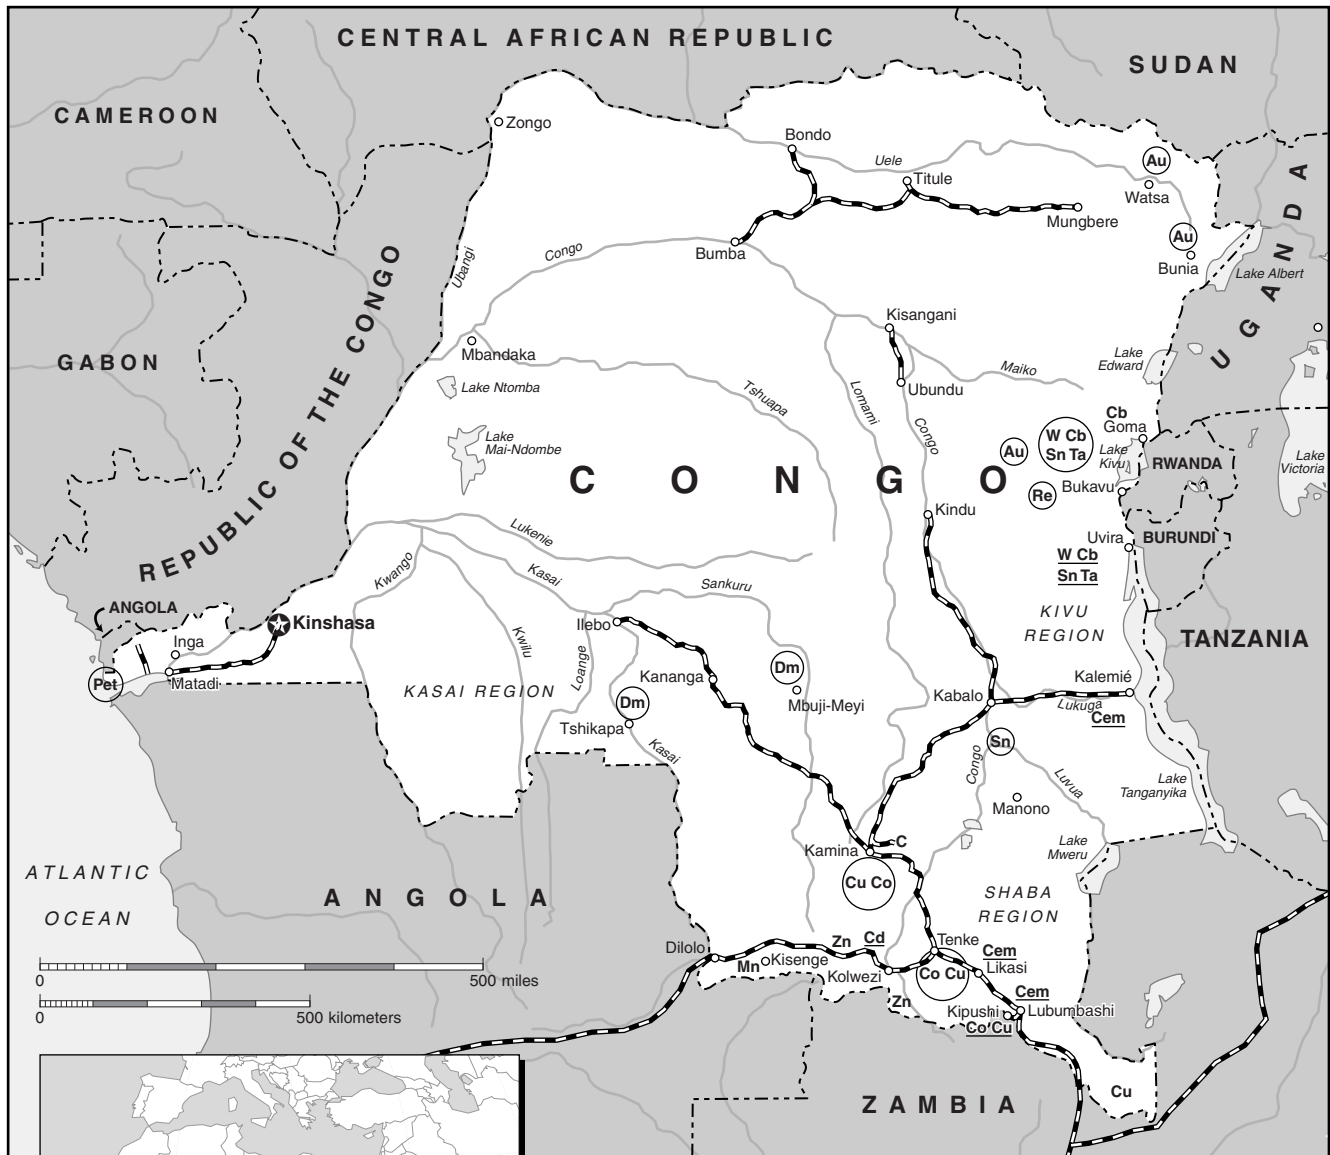 CENTRAL AFRICAN REPUBLIC
SUDAN
CAMEROON
Zongo
Bondo
Uele
Au
Titule
Watsa
Mungbere
UGANDA
Au
Bunia
Lake Albert
Ubangi
Congo
Bumba
REPUBLIC OF THE CONGO
Kisangani
GABON
Mbandaka
Lake Ntomba
Tshuapa
Lomami
Ubundu
Maiko
Lake
Edward
Congo
Cb
Goma
W Cb
Sn Ta
Au
Lake
Kivu
RWANDA
Lake
Victoria
Lake
Mai-Ndombe
CONGO
Re
Bukavu
Kindu
Lukenie
Uvira
BURUNDI
Kwango
Kasai
Sankuru
W Cb
Sn Ta
ANGOLA
Inga
Kinshasa
Ilebo
KIVU
REGION
TANZANIA
Kwilu
Loange
Pet
Matadi
KASAI REGION
Kananga
Dm
Mbuji-Meyi
Kabalo
Kalemié
Lukuga
Cem
Dm
Tshikapa
Kasai
Sn
Congo
Luvua
Lake
Tanganyika
Manono
Kamina
C
Lake
Mweru
ATLANTIC
OCEAN
ANGOLA
Cu Co
SHABA
REGION
Dilolo
Zn
Cd
Tenke
Cem
Mn
Kisenge
Kolwezi
Co Cu
Likasi
0
500 miles
Zn
Cem
Kipushi
Lubumbashi
Co Cu
0
500 kilometers
Cu
ZAMBIA